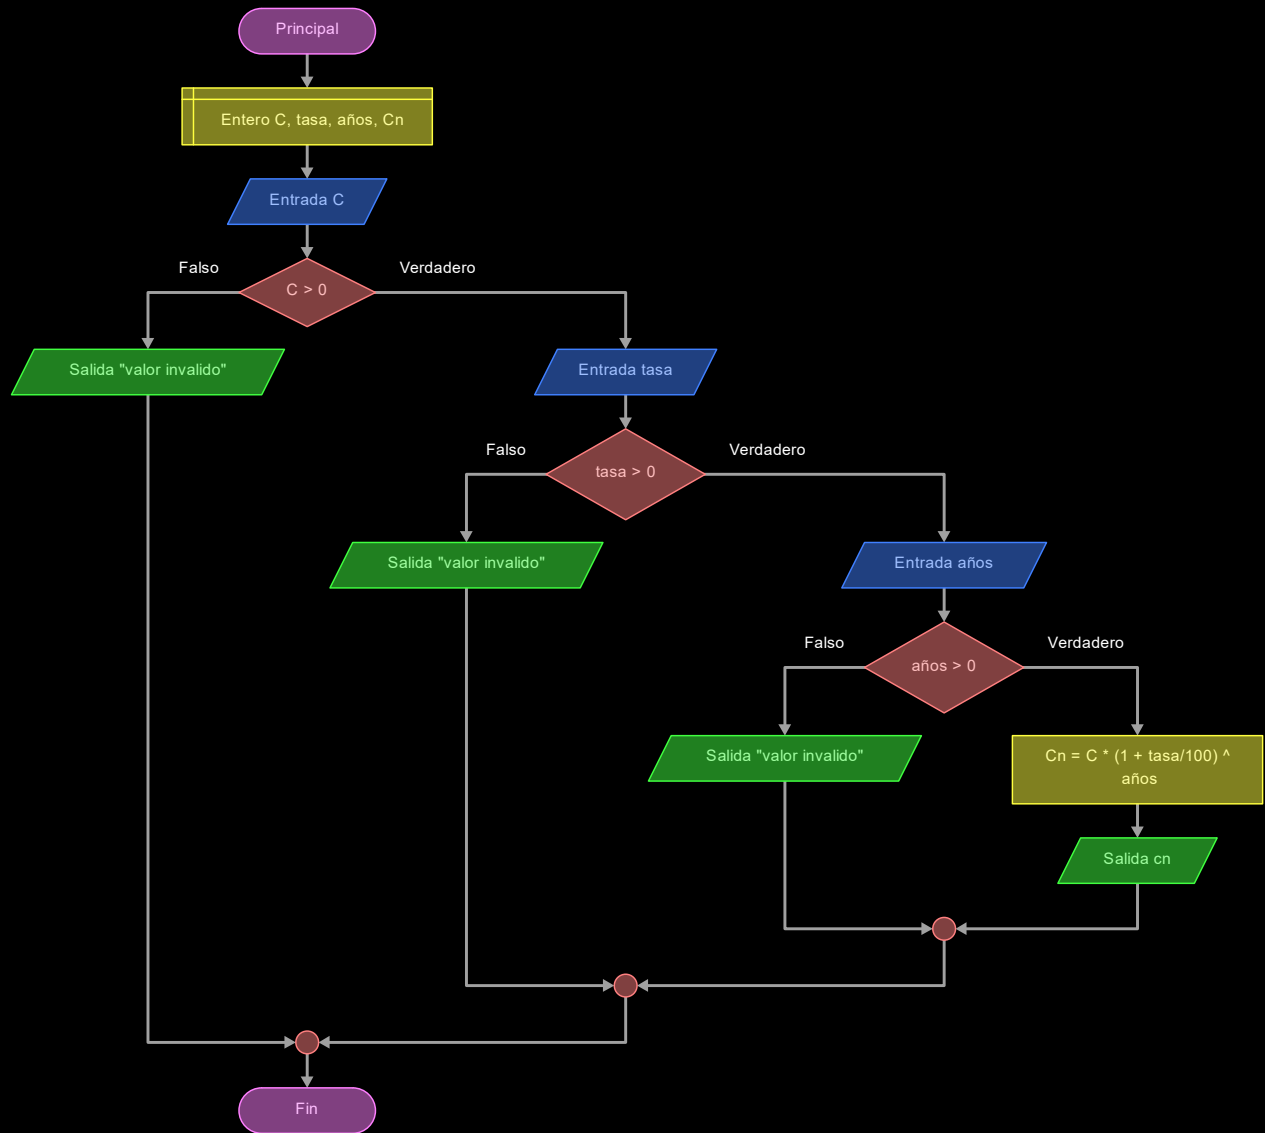 Principal
Entero C, tasa, años, Cn
Entrada C
Falso
Verdadero
C > 0
Salida "valor invalido"
Entrada tasa
Falso
Verdadero
tasa > 0
Salida "valor invalido"
Entrada años
Falso
Verdadero
años > 0
Salida "valor invalido"
Cn = C * (1 + tasa/100) ^
años
Salida cn
Fin